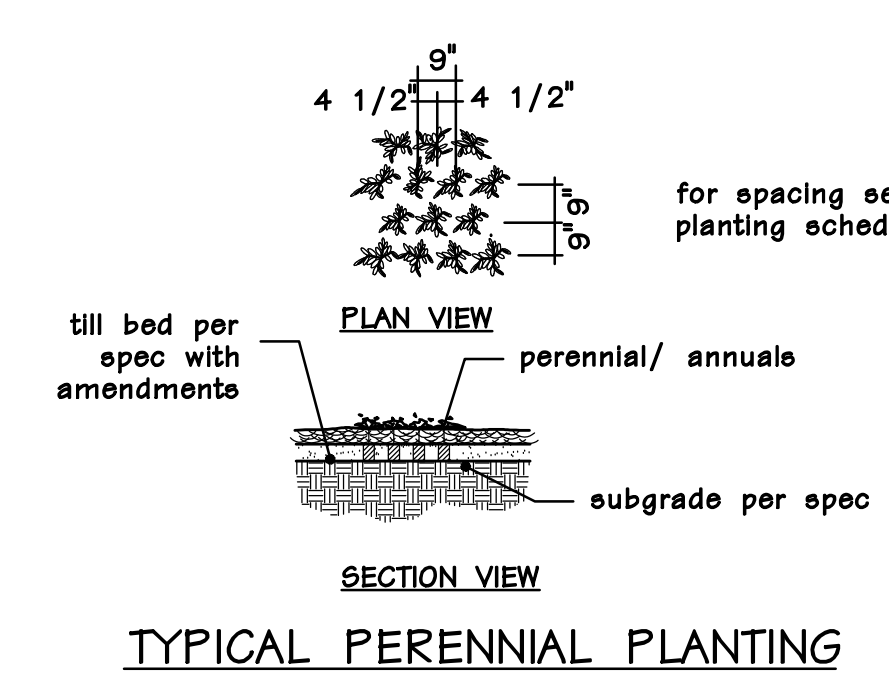 9"
4 1/2" 4 1/2"
9"
9"
for spacing se
planting sched
PLAN VIEW
till bed per
spec with
amendments
perennial/ annuals
subgrade per spec
SECTION VIEW
TYPICAL PERENNIAL PLANTING